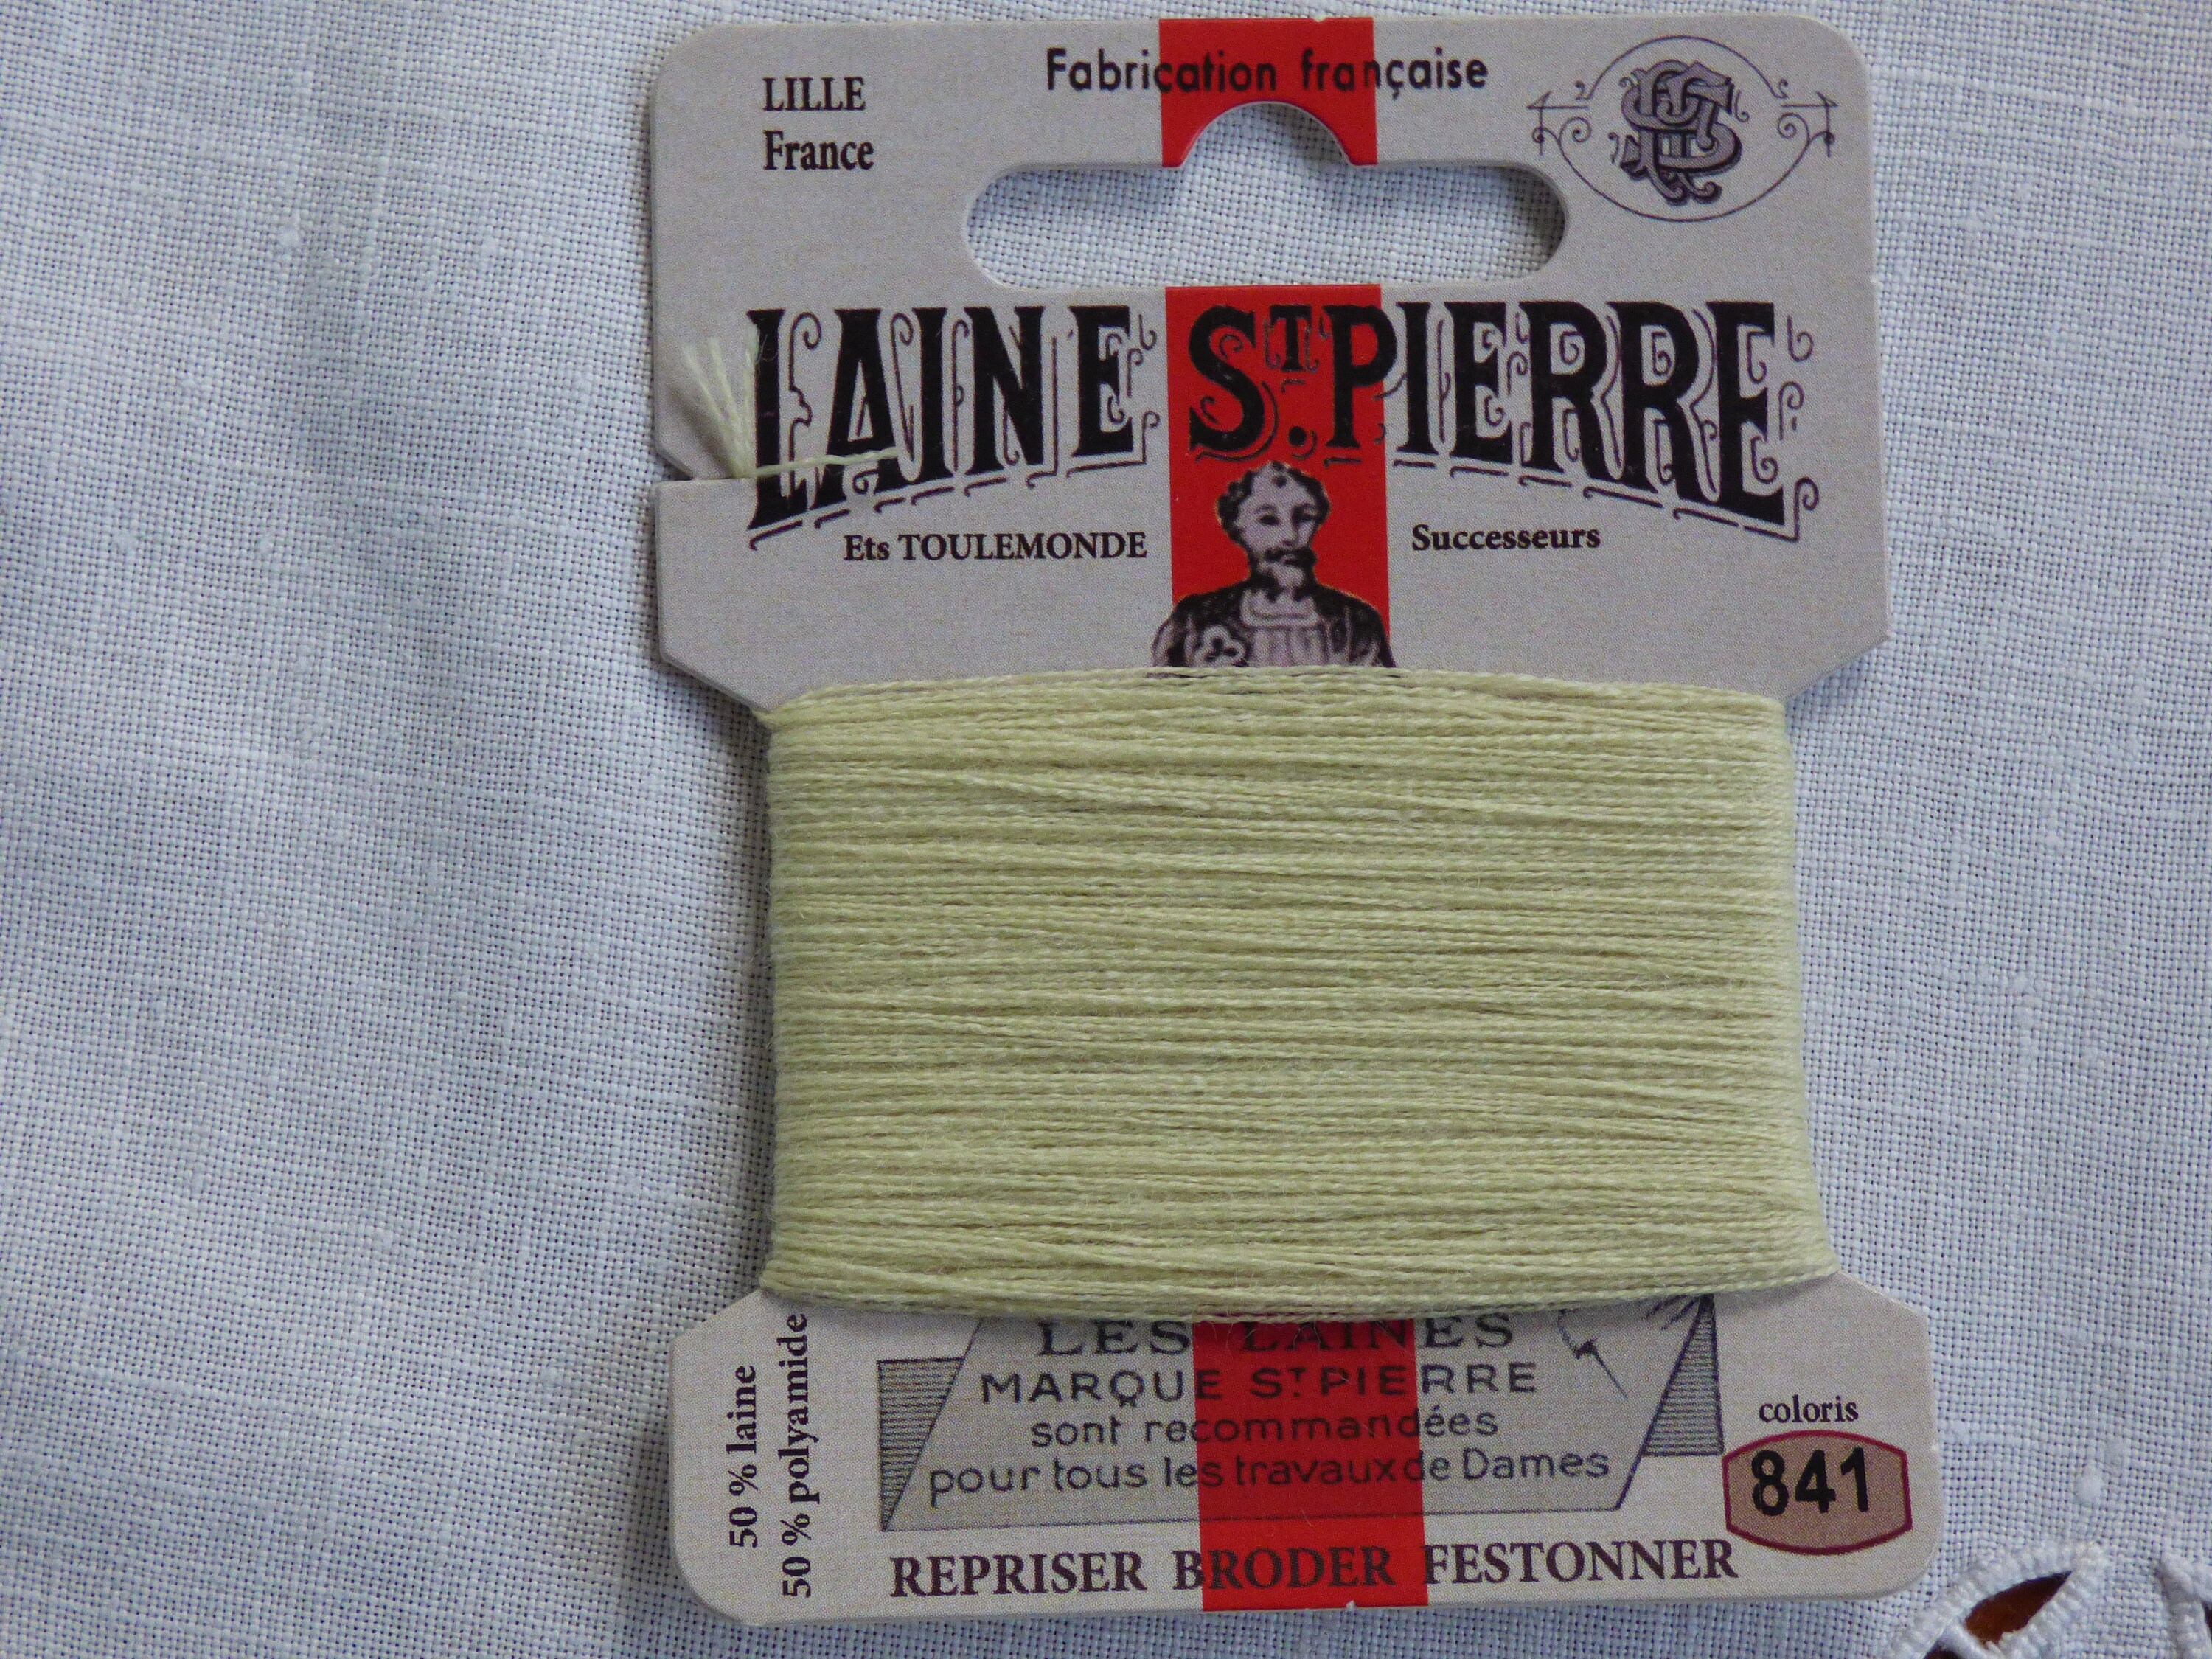 LILLE
France
Fabrication française
LAINE ST. PIERRE
Ets TOULEMONDE
Successeurs
LES LAINES
MARQUE ST PIERRE
sont recommandées
pour tous les travaux de Dames
REPRISER BRODER FESTONNER
50 % laine
50 % polyamide
coloris
841